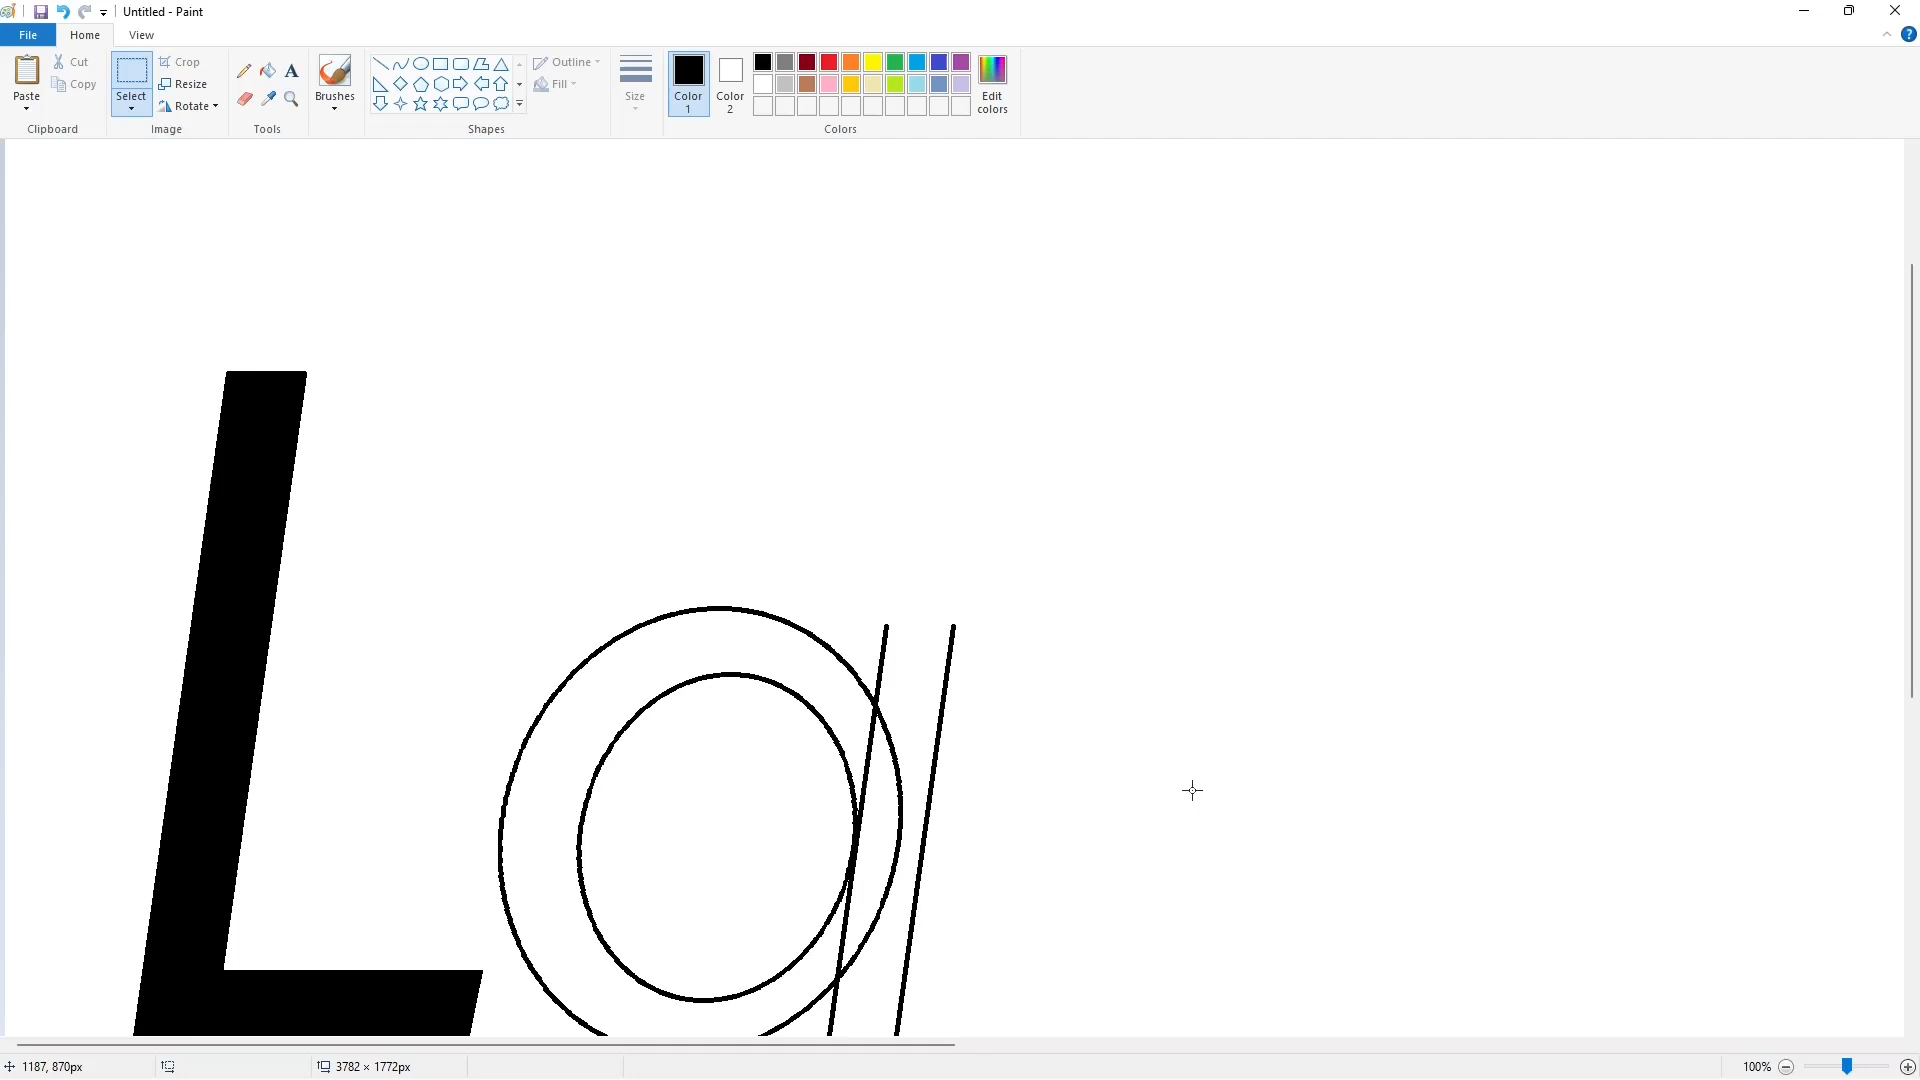 Untitled - Paint
File Home View
Paste Cut Copy
Clipboard
Select Crop Resize Rotate
Image
Tools
Brushes
Shapes
Outline
Fill
Size
Color 1
Color 2
Edit colors
Colors
La
1187, 870px
3782 × 1772px
100%